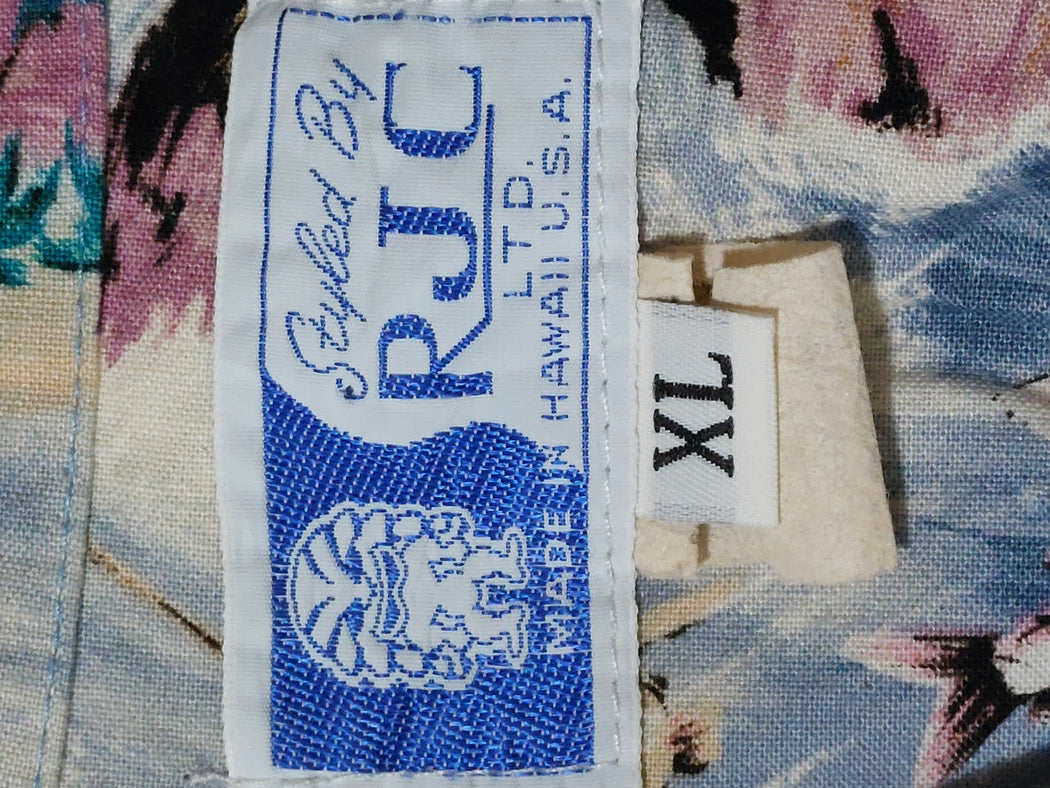 Styled By
RJC
LTD.
MADE IN HAWAII U.S.A.
XL